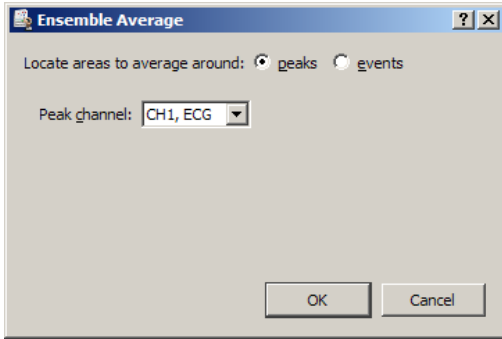 Ensemble Average
Locate areas to average around: peaks events
Peak channel: CH1, ECG
OK Cancel